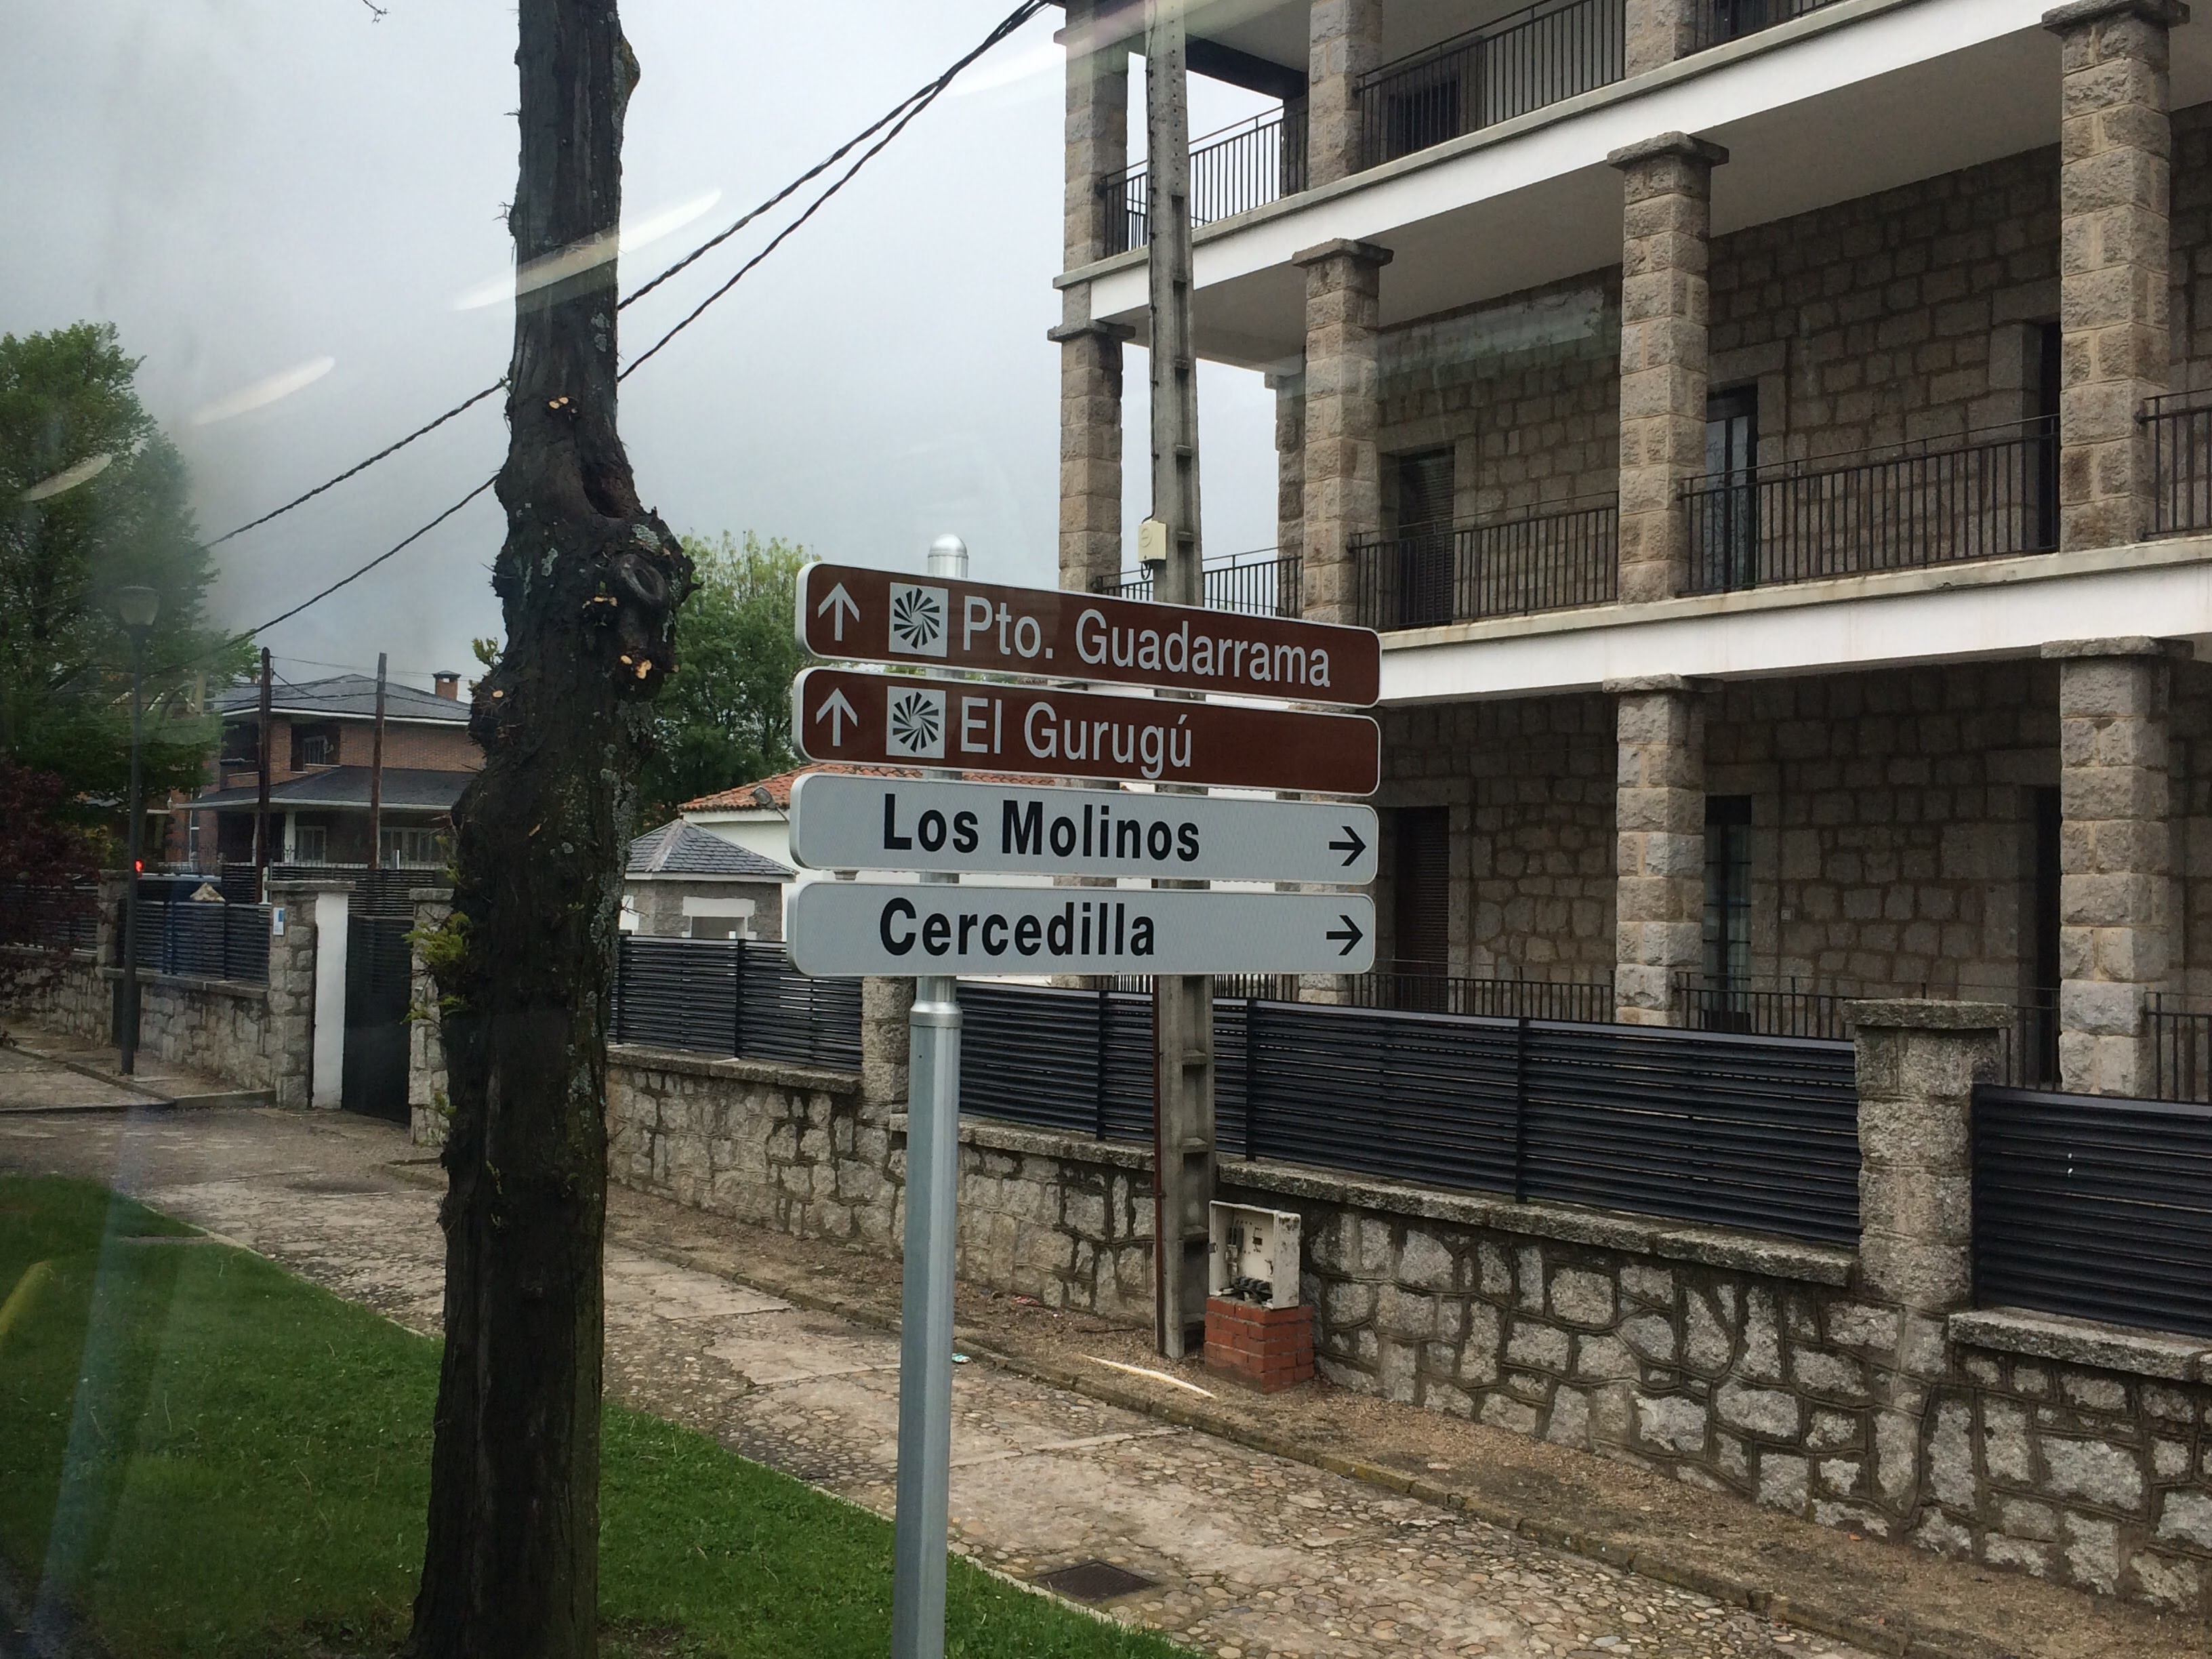 Pto. Guadarrama
El Gurugú
Los Molinos
Cercedilla